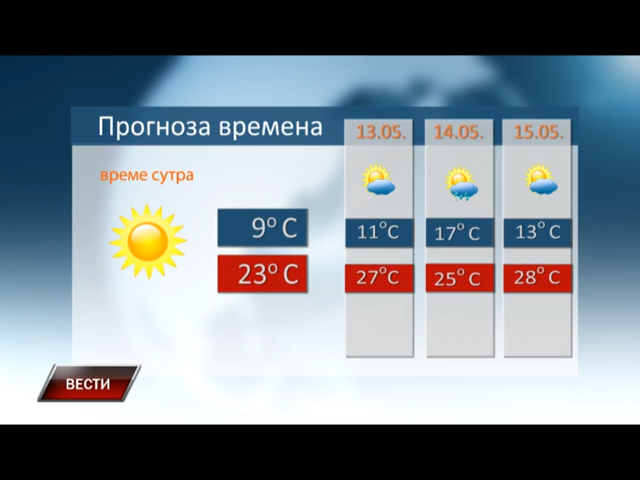 Прогноза времена
време сутра
9° C
23° C
13.05.
11°C
27°C
14.05.
17°C
25°C
15.05.
13°C
28°C
ВЕСТИ